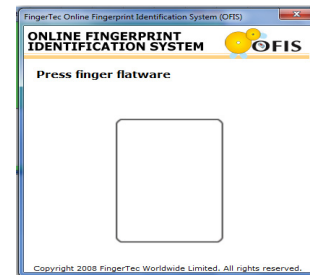 FingerTec Online Fingerprint Identification System (OFIS)
ONLINE FINGERPRINT
IDENTIFICATION SYSTEM
OFIS
Press finger flatware
Copyright 2008 FingerTec Worldwide Limited. All rights reserved.